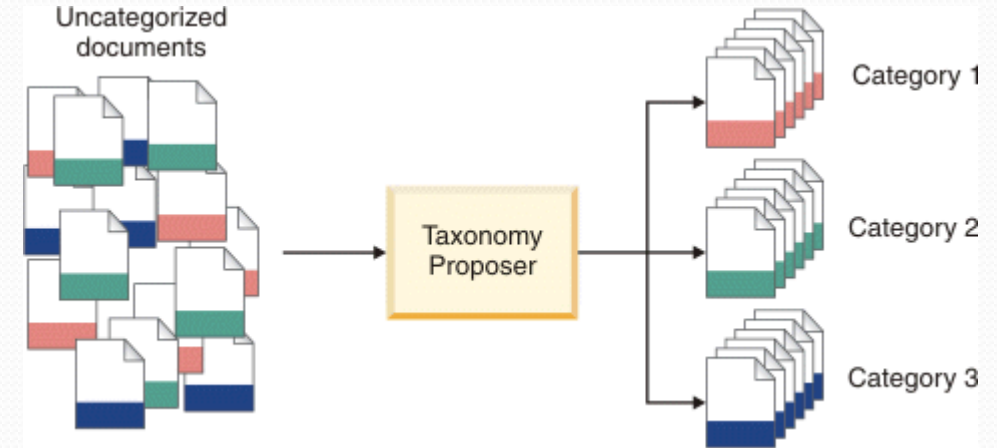 Uncategorized
documents
Taxonomy
Proposer
Category 1
Category 2
Category 3